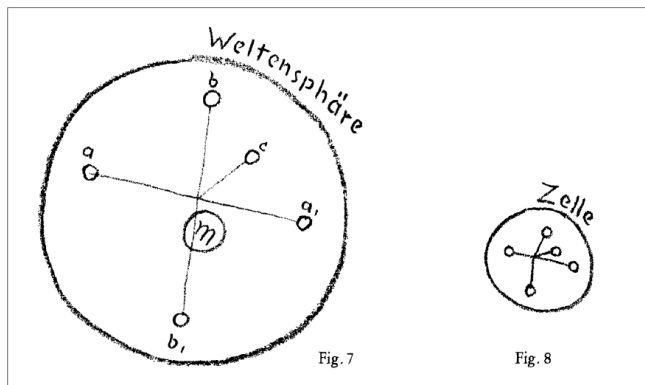 Weltensphäre
b
a
c
a₁
m
b₁
Fig. 7
Zelle
Fig. 8